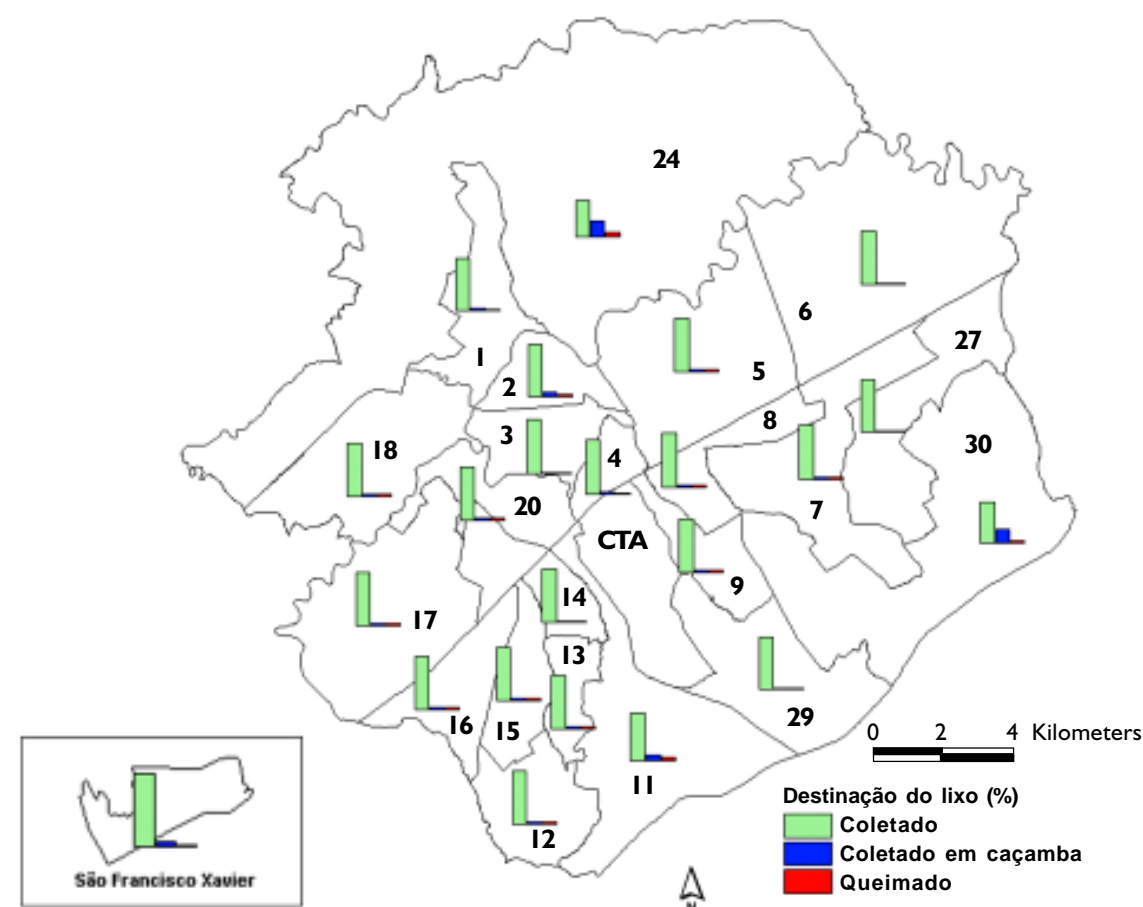 24
6
27
1
2
5
8
3
4
18
30
20
7
CTA
9
14
17
13
29
16
15
11
12
0 2 4 Kilometers
Destinação do lixo (%)
Coletado
Coletado em caçamba
Queimado
São Francisco Xavier
N